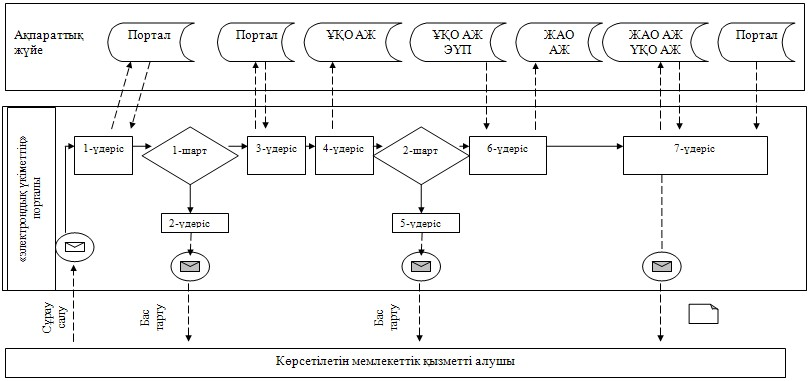 Ақпараттық
жүйе
Портал
Портал
ҰҚО АЖ
ҰҚО АЖ
ЭҮП
ЖАО
АЖ
ЖАО АЖ
ҮҚО АЖ
Портал
«электрондық үкіметтің»
порталы
1-үдеріс
1-шарт
3-үдеріс
4-үдеріс
2-шарт
6-үдеріс
7-үдеріс
2-үдеріс
5-үдеріс
Сұрау
салу
Бас
тарту
Бас
тарту
Көрсетілетін мемлекеттік қызметті алушы